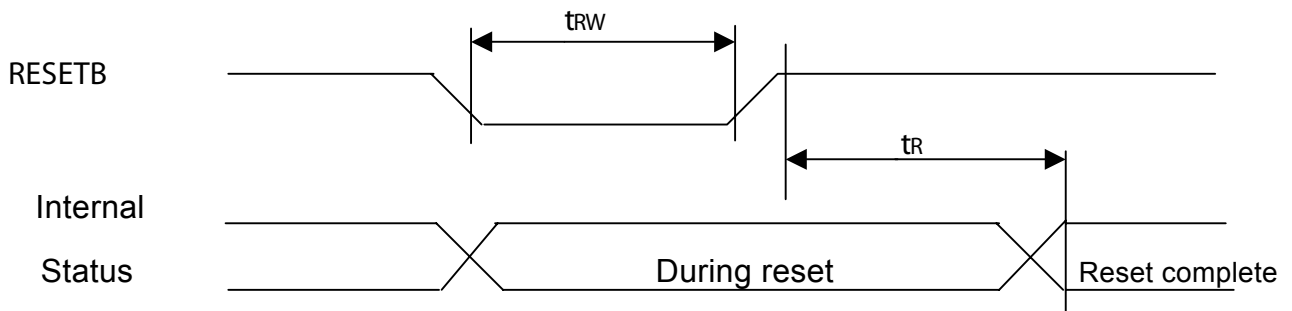 tRW
RESETB
tR
Internal
Status
During reset
Reset complete